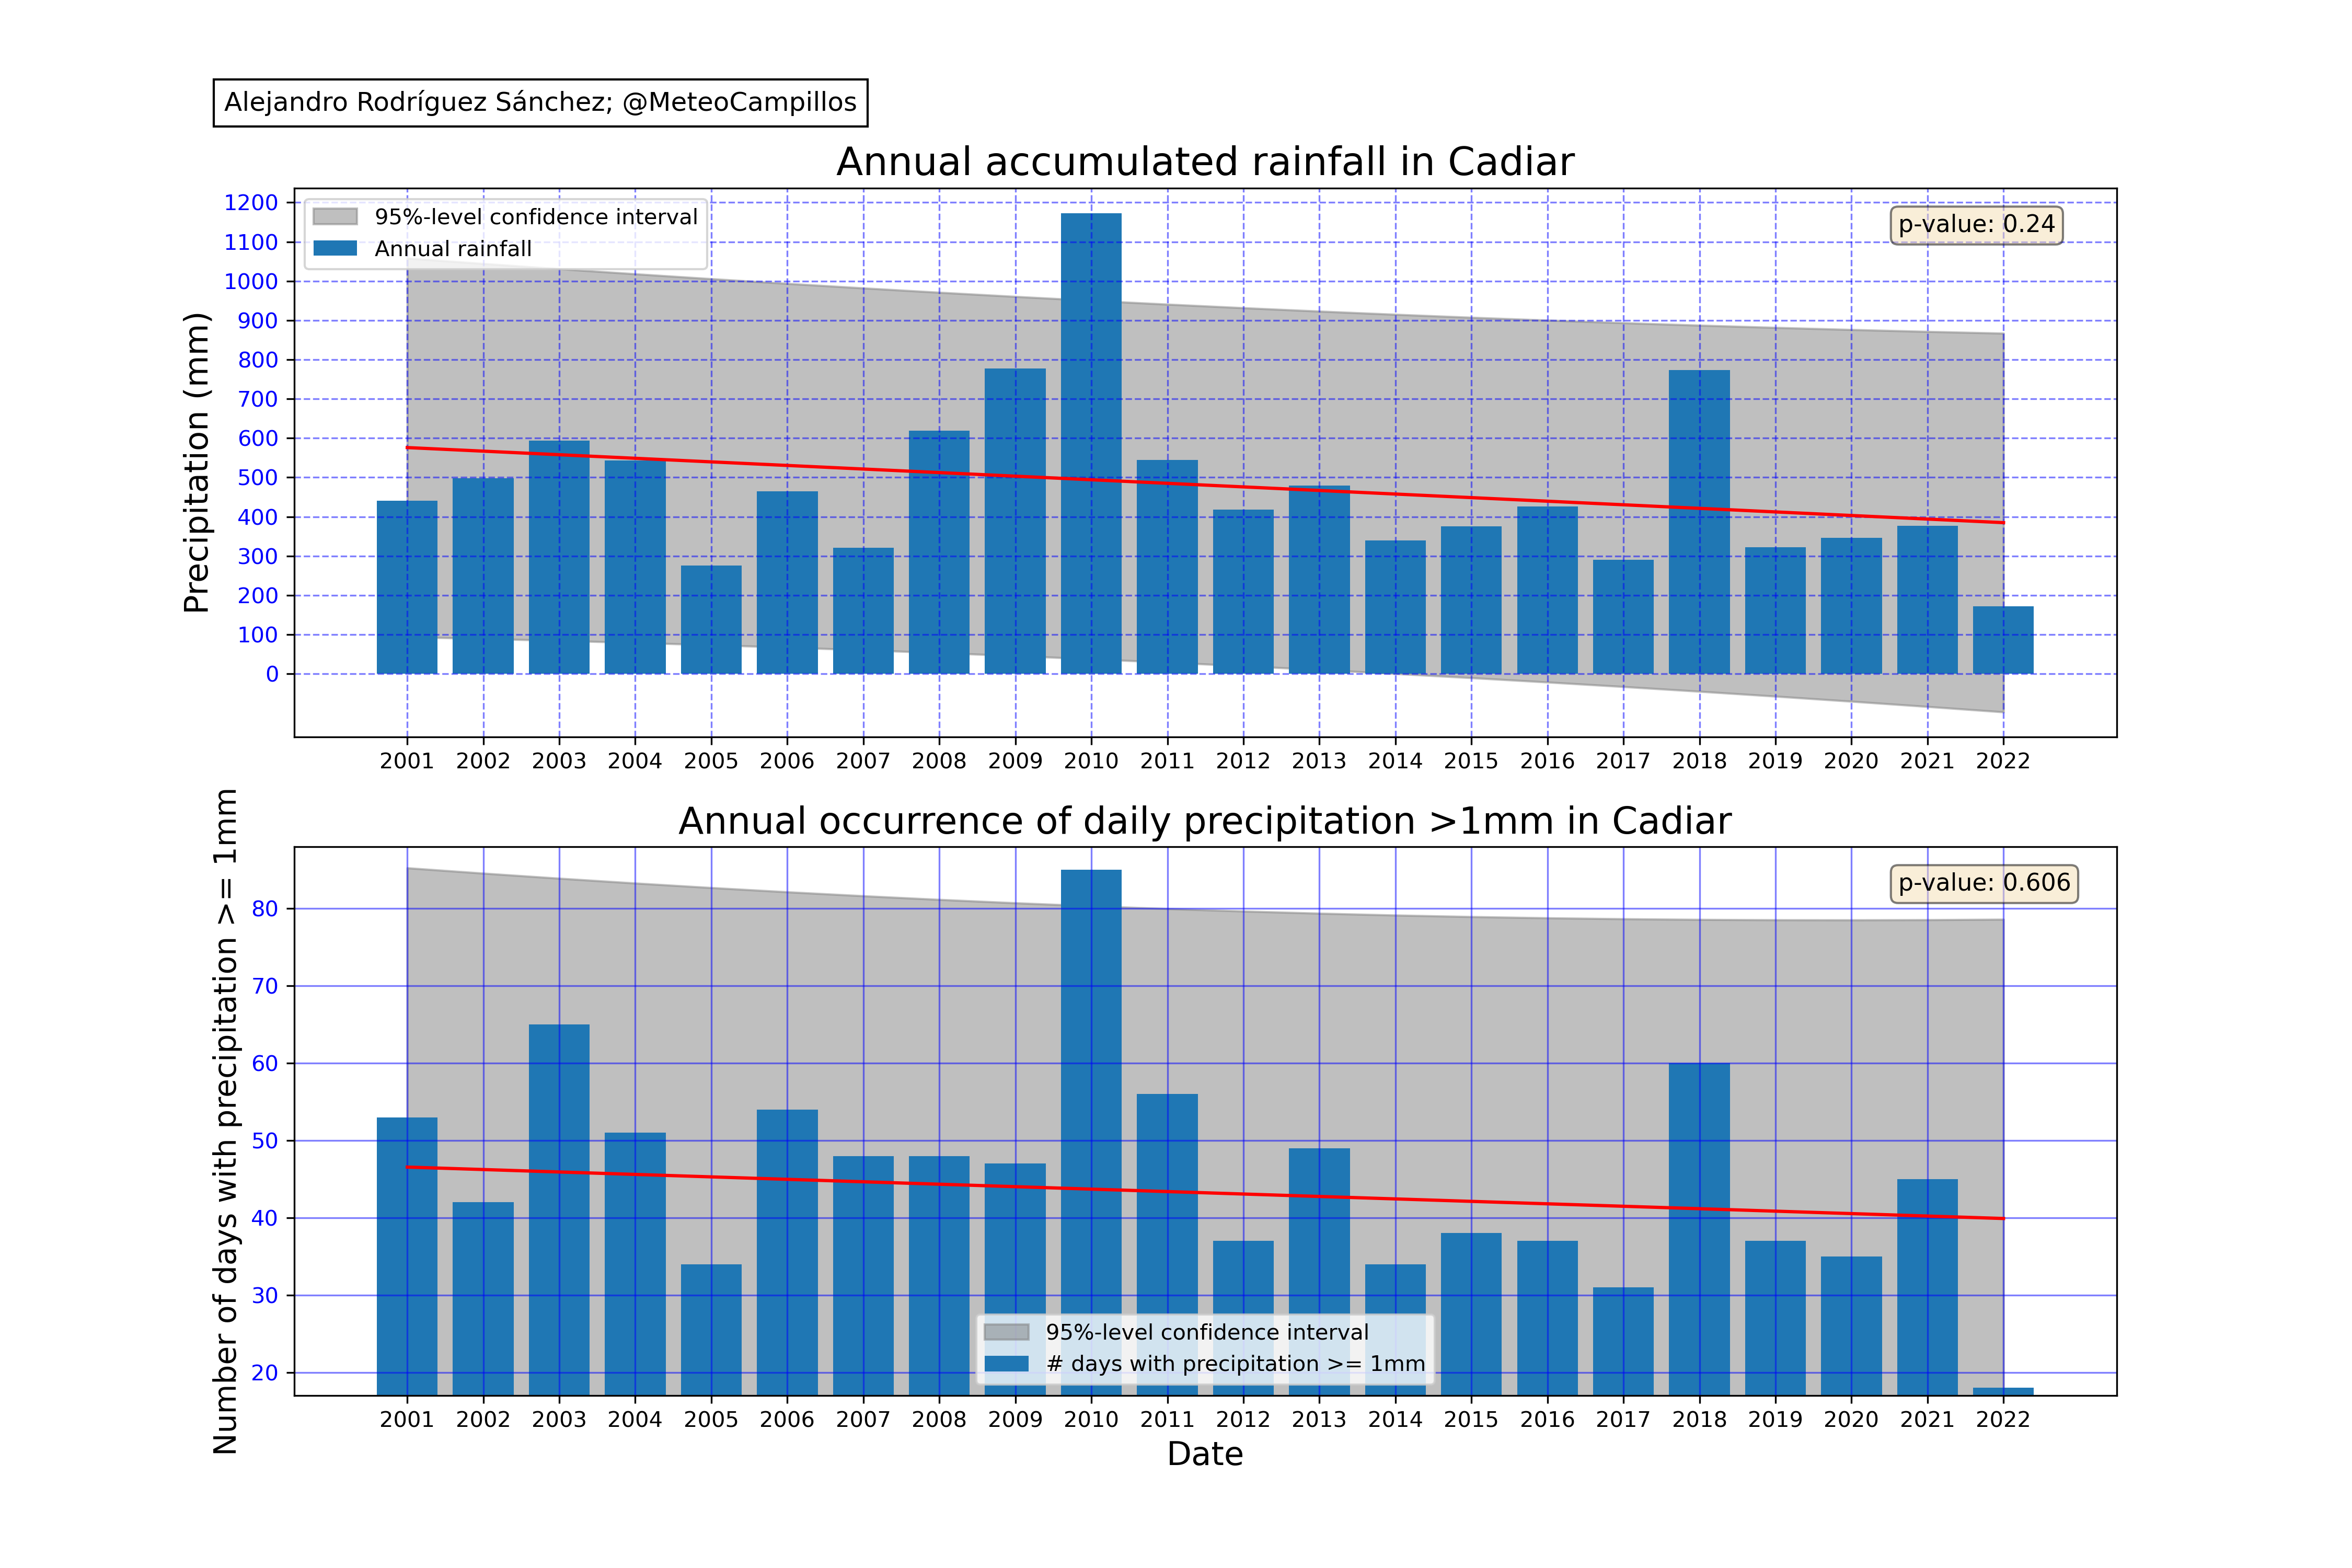 Alejandro Rodríguez Sánchez; @MeteoCampillos
Annual accumulated rainfall in Cadiar
95%-level confidence interval
Annual rainfall
p-value: 0.24
Precipitation (mm)
1200
1100
1000
900
800
700
600
500
400
300
200
100
0
2001 2002 2003 2004 2005 2006 2007 2008 2009 2010 2011 2012 2013 2014 2015 2016 2017 2018 2019 2020 2021 2022
Annual occurrence of daily precipitation >1mm in Cadiar
p-value: 0.606
Number of days with precipitation >= 1mm
80
70
60
50
40
30
20
95%-level confidence interval
# days with precipitation >= 1mm
2001 2002 2003 2004 2005 2006 2007 2008 2009 2010 2011 2012 2013 2014 2015 2016 2017 2018 2019 2020 2021 2022
Date